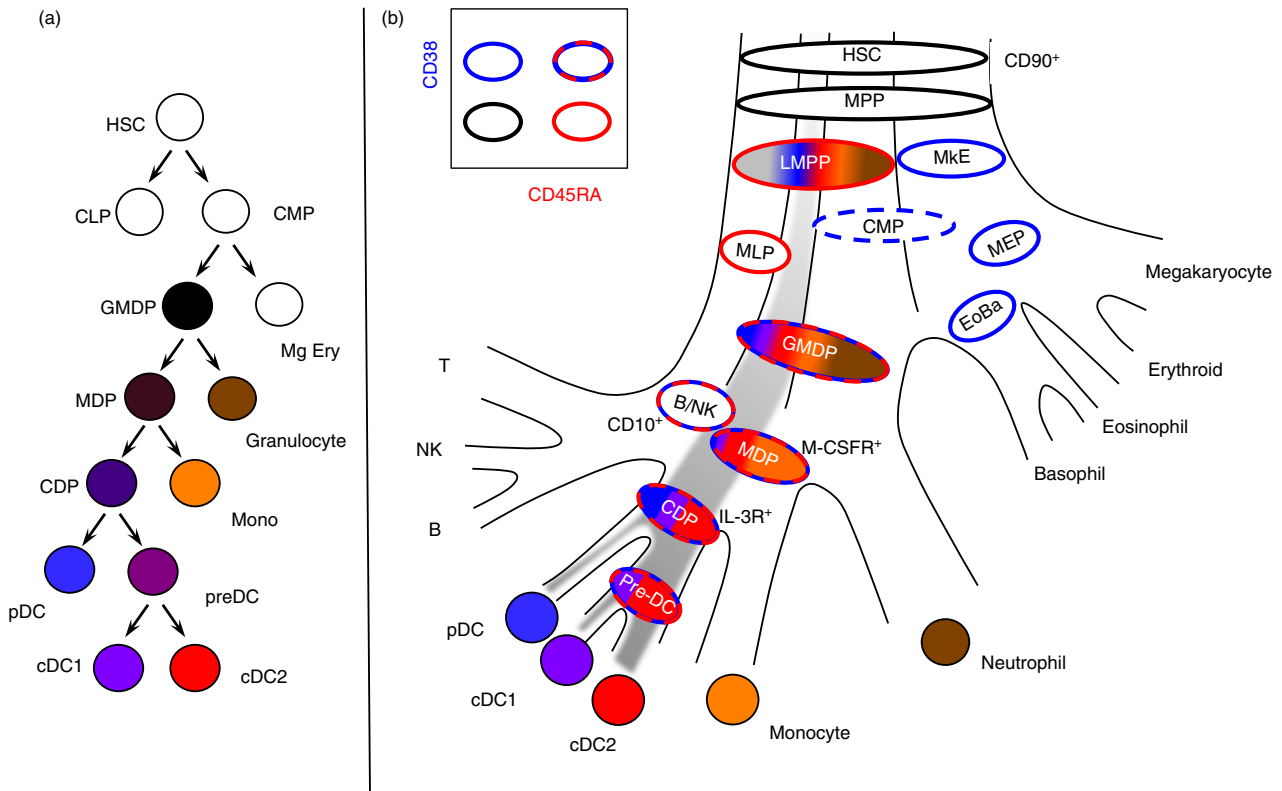 (a)
HSC
CLP
CMP
GMDP
Mg Ery
MDP
Granulocyte
CDP
Mono
pDC
preDC
cDC1
cDC2
(b)
CD38
CD45RA
HSC
CD90⁺
MPP
LMPP
MkE
CMP
MLP
MEP
Megakaryocyte
EoBa
GMDP
T
Erythroid
B/NK
CD10⁺
Eosinophil
NK
MDP
M-CSFR⁺
Basophil
CDP
IL-3R⁺
B
Pre-DC
pDC
Neutrophil
cDC1
Monocyte
cDC2